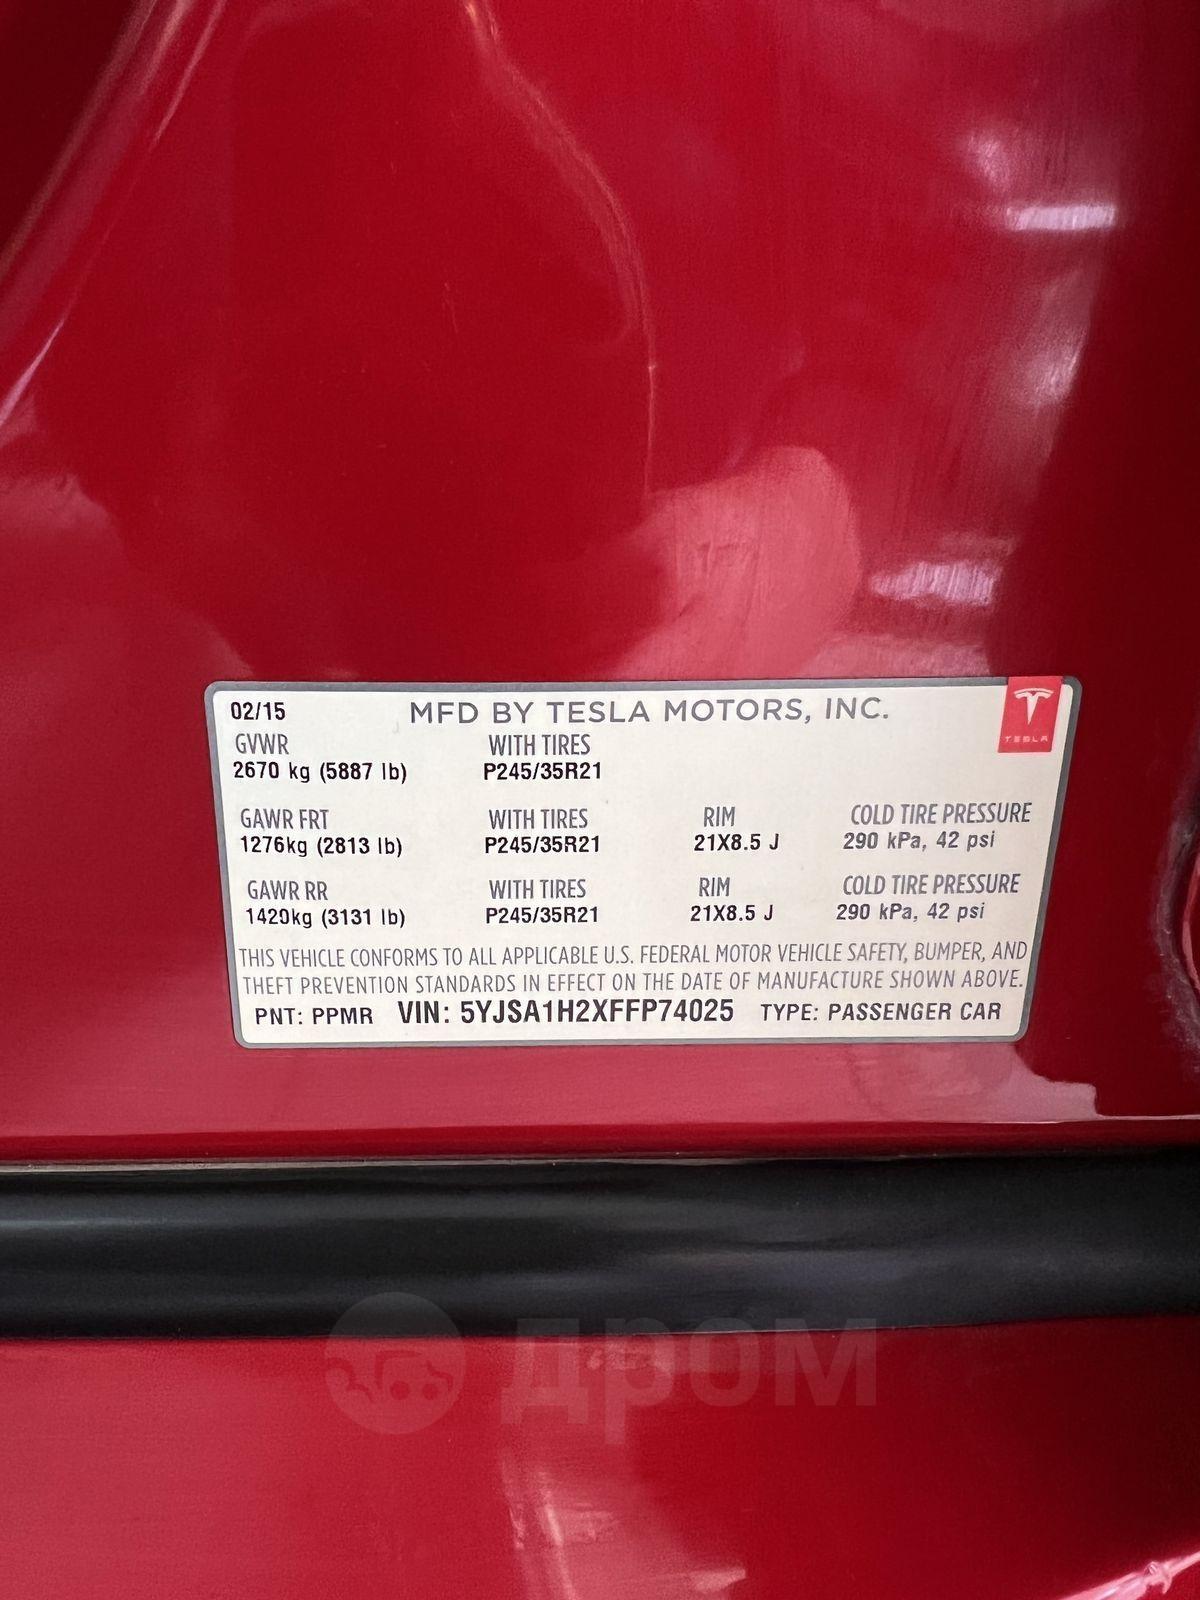 02/15 MFD BY TESLA MOTORS, INC.
TESLA
GVWR WITH TIRES
2670 kg (5887 lb) P245/35R21
GAWR FRT WITH TIRES RIM COLD TIRE PRESSURE
1276kg (2813 lb) P245/35R21 21X8.5 J 290 kPa, 42 psi
GAWR RR WITH TIRES RIM COLD TIRE PRESSURE
1420kg (3131 lb) P245/35R21 21X8.5 J 290 kPa, 42 psi
THIS VEHICLE CONFORMS TO ALL APPLICABLE U.S. FEDERAL MOTOR VEHICLE SAFETY, BUMPER, AND
THEFT PREVENTION STANDARDS IN EFFECT ON THE DATE OF MANUFACTURE SHOWN ABOVE.
PNT: PPMR VIN: 5YJSA1H2XFFP74025 TYPE: PASSENGER CAR
дром